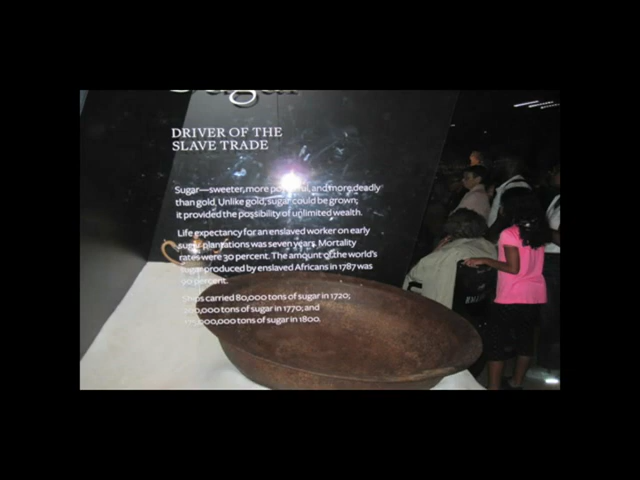 Sugar
DRIVER OF THE
SLAVE TRADE
Sugar—sweeter, more powerful, and more deadly
than gold. Unlike gold, sugar could be grown;
it provided the possibility of unlimited wealth.
Life expectancy for an enslaved worker on early
sugar plantations was seven years. Mortality
rates were 30 percent. The amount of the world's
sugar produced by enslaved Africans in 1787 was
90 percent.
Ships carried 80,000 tons of sugar in 1720;
tons of sugar in 1770; and
tons of sugar in 1800.